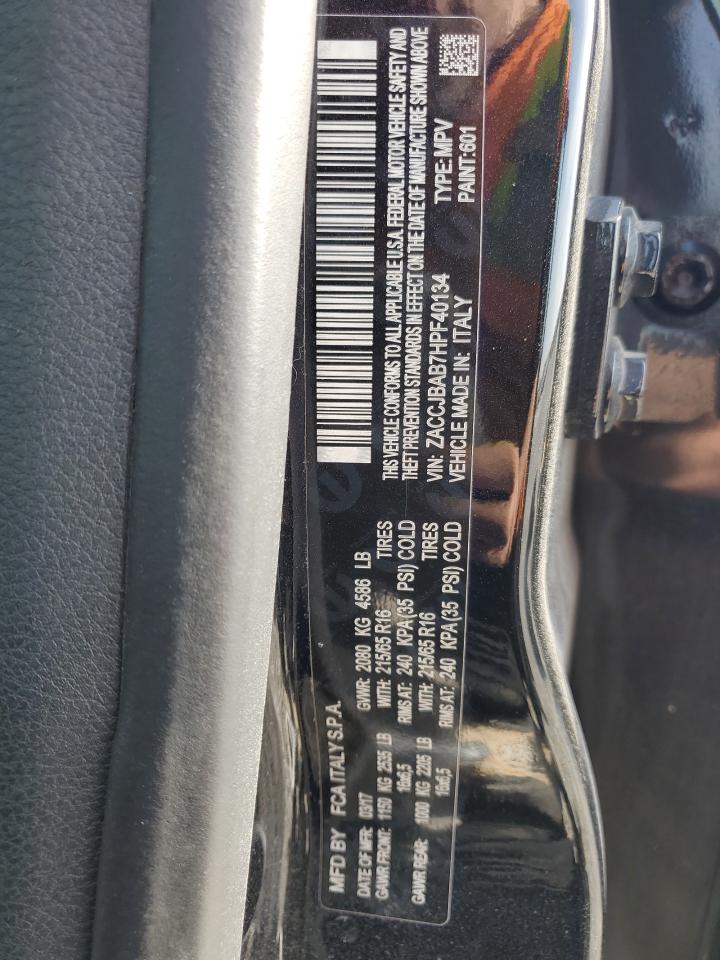 MFD BY FCA ITALY S.P.A.
DATE OF MFR: 03/17 GVWR: 2080 KG 4586 LB
GAWR FRONT: 1150 KG 2535 LB WITH: 215/65 R16 TIRES
16x6,5 RIMS AT: 240 KPA(35 PSI) COLD
GAWR REAR: 1000 KG 2205 LB WITH: 215/65 R16 TIRES
16x6,5 RIMS AT: 240 KPA(35 PSI) COLD
THIS VEHICLE CONFORMS TO ALL APPLICABLE U.S.A. FEDERAL MOTOR VEHICLE SAFETY AND
THEFT PREVENTION STANDARDS IN EFFECT ON THE DATE OF MANUFACTURE SHOWN ABOVE
VIN: ZACCJBAB7HPF40134 TYPE: MPV
VEHICLE MADE IN: ITALY PAINT: 601